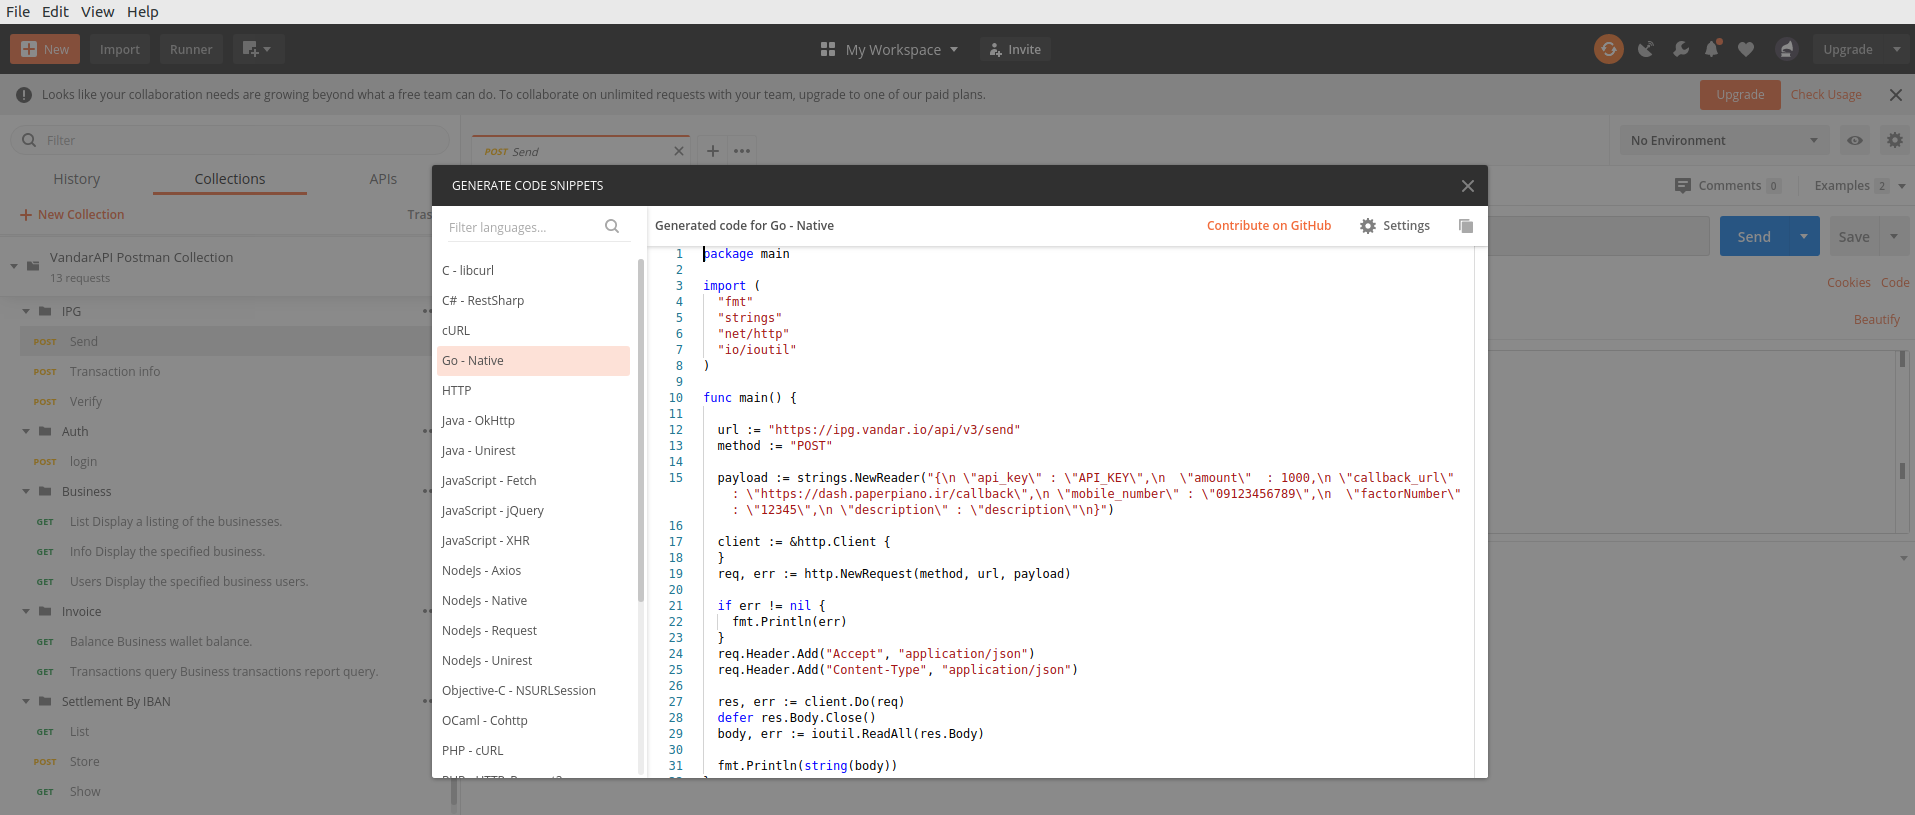 File Edit View Help
New Import Runner My Workspace Invite Upgrade
Looks like your collaboration needs are growing beyond what a free team can do. To collaborate on unlimited requests with your team, upgrade to one of our paid plans. Upgrade Check Usage
Filter
POST Send
No Environment
History Collections APIs
+ New Collection
Comments 0 Examples 2
VandarAPI Postman Collection
13 requests
IPG
POST Send
POST Transaction info
POST Verify
Auth
POST login
Business
GET List Display a listing of the businesses.
GET Info Display the specified business.
GET Users Display the specified business users.
Invoice
GET Balance Business wallet balance.
GET Transactions query Business transactions report query.
Settlement By IBAN
GET List
GET Store
GET Show
Send Save
Cookies Code
Beautify
GENERATE CODE SNIPPETS
Filter languages...
C - libcurl
C# - RestSharp
cURL
Go - Native
HTTP
Java - OkHttp
Java - Unirest
JavaScript - Fetch
JavaScript - jQuery
JavaScript - XHR
NodeJs - Axios
NodeJs - Native
NodeJs - Request
NodeJs - Unirest
Objective-C - NSURLSession
OCaml - Cohttp
PHP - cURL
Generated code for Go - Native Contribute on GitHub Settings
1 package main
2
3 import (
4 "fmt"
5 "strings"
6 "net/http"
7 "io/ioutil"
8 )
9
10 func main() {
11
12 url := "https://ipg.vandar.io/api/v3/send"
13 method := "POST"
14
15 payload := strings.NewReader("{\n \"api_key\" : \"API_KEY\",\n  \"amount\"  : 1000,\n \"callback_url\"
: \"https://dash.paperpiano.ir/callback\",\n \"mobile_number\" : \"09123456789\",\n  \"factorNumber\"
: \"12345\",\n \"description\" : \"description\"\n}")
16
17 client := &http.Client {
18 }
19 req, err := http.NewRequest(method, url, payload)
20
21 if err != nil {
22 fmt.Println(err)
23 }
24 req.Header.Add("Accept", "application/json")
25 req.Header.Add("Content-Type", "application/json")
26
27 res, err := client.Do(req)
28 defer res.Body.Close()
29 body, err := ioutil.ReadAll(res.Body)
30
31 fmt.Println(string(body))